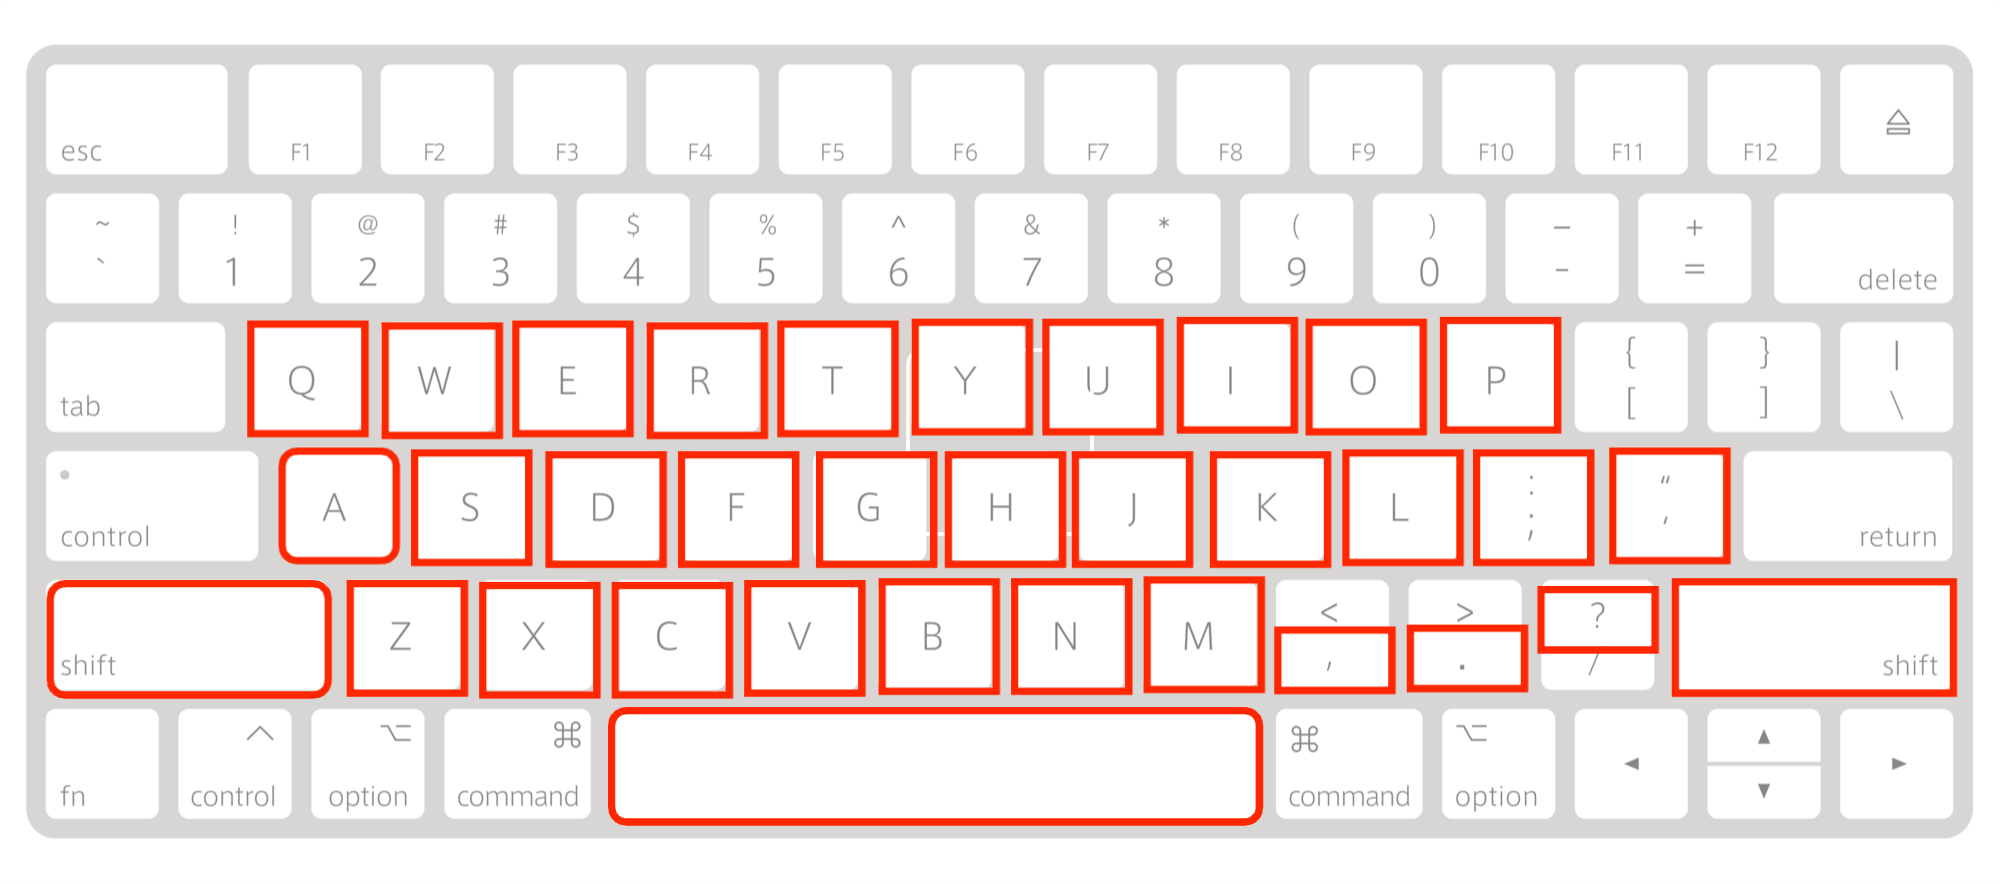 esc F1 F2 F3 F4 F5 F6 F7 F8 F9 F10 F11 F12 ⏏
~ ! @ # $ % ^ & * ( ) – +
` 1 2 3 4 5 6 7 8 9 0 - = delete
{ } |
tab Q W E R T Y U I O P [ ] \
: “
control A S D F G H J K L ; ‘ return
< > ?
shift Z X C V B N M , . / shift
^ ⌥ ⌘ ⌘ ⌥ ▲
fn control option command command option ◀ ▼ ▶